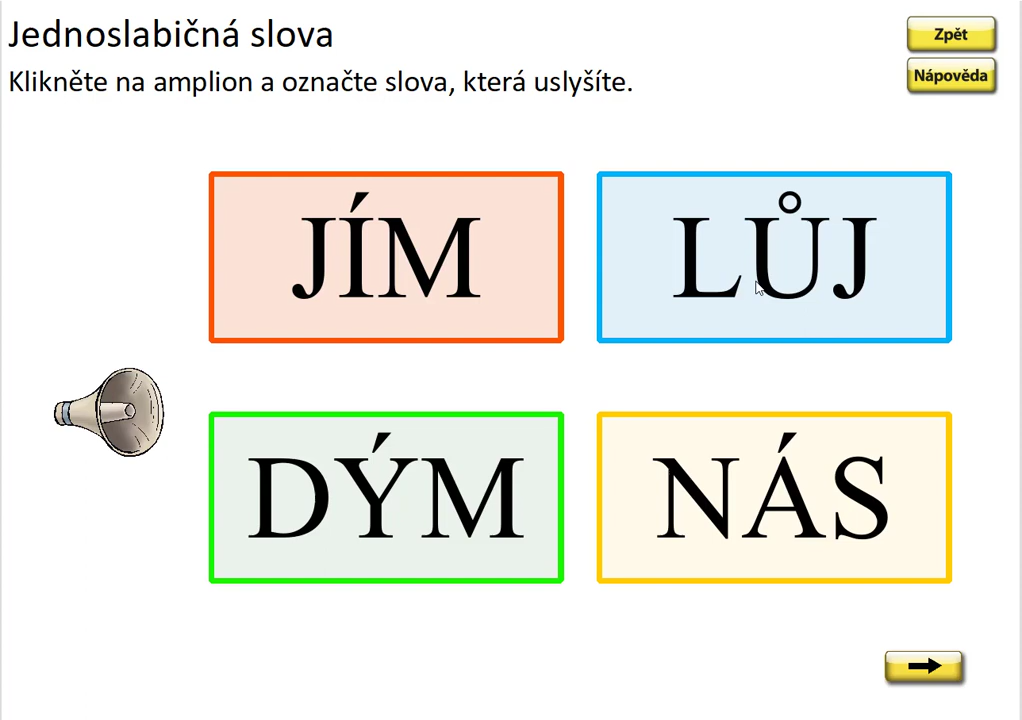 Jednoslabičná slova
Zpět
Klikněte na amplion a označte slova, která uslyšíte.
Nápověda
JÍM
LŮJ
DÝM
NÁS